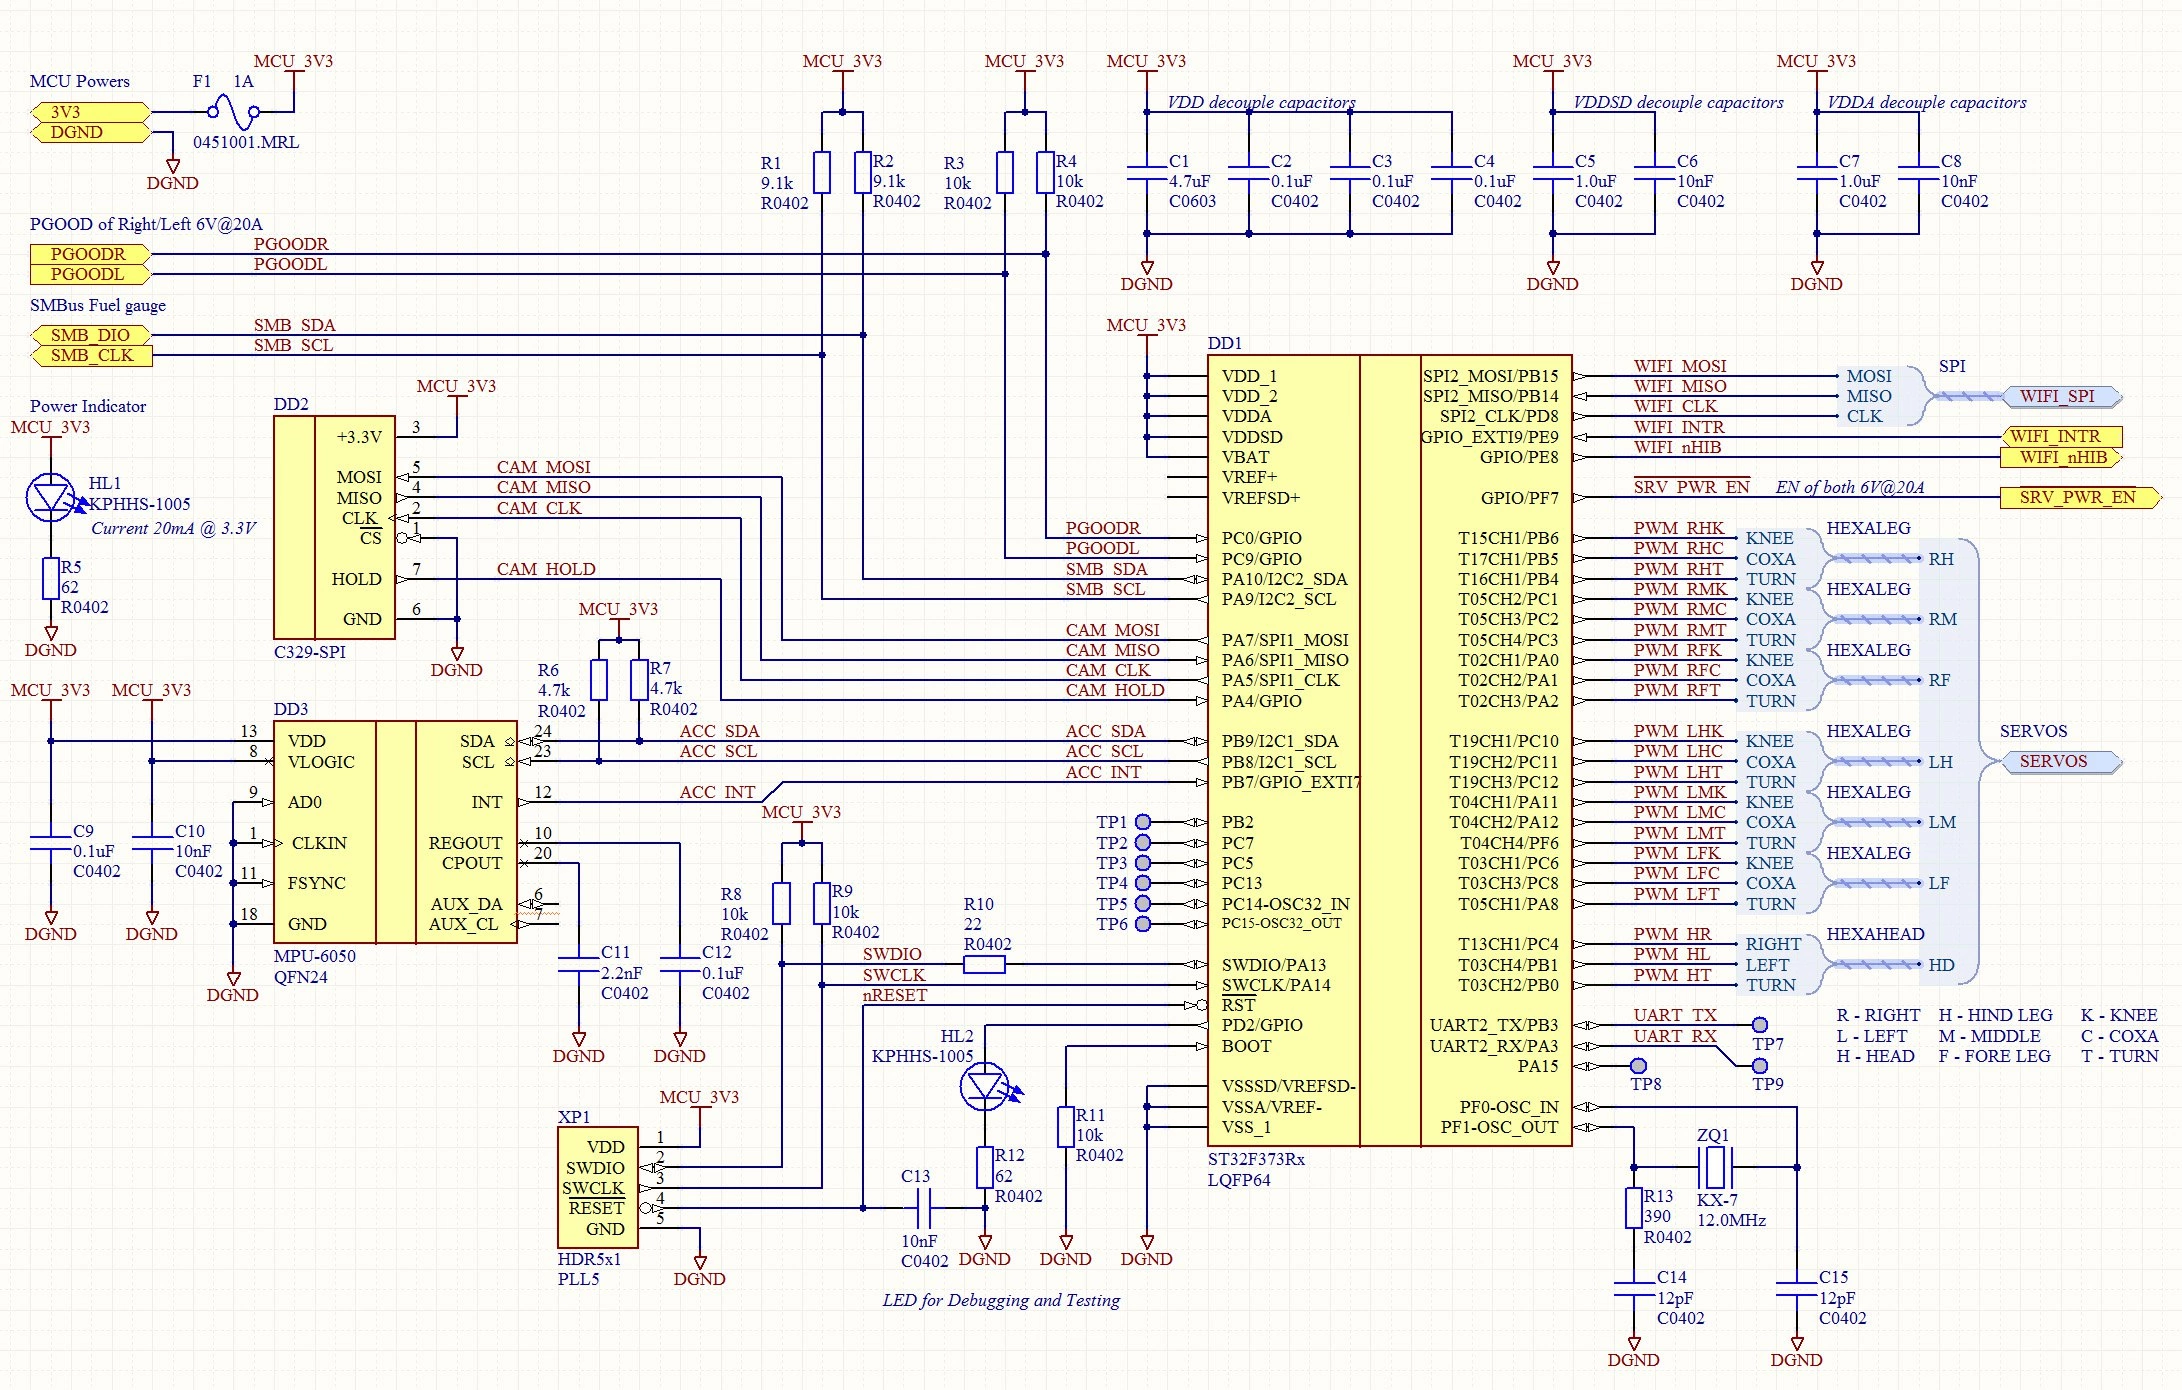 MCU Powers
F1 1A
MCU_3V3
3V3
DGND
0451001.MRL
DGND
PGOOD of Right/Left 6V@20A
PGOODR PGOODR
PGOODL PGOODL
SMBus Fuel gauge
SMB_DIO SMB_SDA
SMB_CLK SMB_SCL
MCU_3V3
R1
9.1k
R0402
R2
9.1k
R0402
MCU_3V3
R3
10k
R0402
R4
10k
R0402
MCU_3V3
VDD decouple capacitors
C1
4.7uF
C0603
C2
0.1uF
C0402
C3
0.1uF
C0402
C4
0.1uF
C0402
DGND
MCU_3V3
VDDSD decouple capacitors
C5
1.0uF
C0402
C6
10nF
C0402
DGND
MCU_3V3
VDDA decouple capacitors
C7
1.0uF
C0402
C8
10nF
C0402
DGND
Power Indicator
MCU_3V3
HL1
KPHHS-1005
Current 20mA @ 3.3V
R5
62
R0402
DGND
DD2
MCU_3V3
+3.3V 3
MOSI 5 CAM_MOSI
MISO 4 CAM_MISO
CLK 2 CAM_CLK
CS 1
HOLD 7 CAM_HOLD
GND 6
C329-SPI
DGND
MCU_3V3
R6
4.7k
R0402
R7
4.7k
R0402
MCU_3V3
MCU_3V3
DD3
13 VDD
8 VLOGIC
9 AD0
1 CLKIN
11 FSYNC
18 GND
SDA 24 ACC_SDA
SCL 23 ACC_SCL
INT 12 ACC_INT
REGOUT 10
CPOUT 20
AUX_DA 6
AUX_CL 7
MPU-6050
QFN24
C9
0.1uF
C0402
DGND
C10
10nF
C0402
DGND
DGND
C11
2.2nF
C0402
DGND
C12
0.1uF
C0402
DGND
MCU_3V3
R8
10k
R0402
R9
10k
R0402
SWDIO
SWCLK
nRESET
R10
22
R0402
HL2
KPHHS-1005
R12
62
R0402
DGND
R11
10k
R0402
DGND
DGND
XP1
MCU_3V3
VDD 1
SWDIO 2
SWCLK 3
RESET 4
GND 5
HDR5x1
PLL5
DGND
C13
10nF
C0402
LED for Debugging and Testing
MCU_3V3
DD1
VDD_1
VDD_2
VDDA
VDDSD
VBAT
VREF+
VREFSD+
PGOODR PC0/GPIO
PGOODL PC9/GPIO
SMB_SDA PA10/I2C2_SDA
SMB_SCL PA9/I2C2_SCL
CAM_MOSI PA7/SPI1_MOSI
CAM_MISO PA6/SPI1_MISO
CAM_CLK PA5/SPI1_CLK
CAM_HOLD PA4/GPIO
ACC_SDA PB9/I2C1_SDA
ACC_SCL PB8/I2C1_SCL
ACC_INT PB7/GPIO_EXTI7
TP1 PB2
TP2 PC7
TP3 PC5
TP4 PC13
TP5 PC14-OSC32_IN
TP6 PC15-OSC32_OUT
SWDIO/PA13
SWCLK/PA14
RST
PD2/GPIO
BOOT
VSSSD/VREFSD-
VSSA/VREF-
VSS_1
ST32F373Rx
LQFP64
SPI2_MOSI/PB15 WIFI_MOSI MOSI
SPI2_MISO/PB14 WIFI_MISO MISO
SPI2_CLK/PD8 WIFI_CLK CLK
SPI
WIFI_SPI
GPIO_EXTI9/PE9 WIFI_INTR WIFI_INTR
GPIO/PE8 WIFI_nHIB WIFI_nHIB
GPIO/PF7 SRV_PWR_EN EN of both 6V@20A SRV_PWR_EN
T15CH1/PB6 PWM_RHK KNEE
T17CH1/PB5 PWM_RHC COXA
T16CH1/PB4 PWM_RHT TURN
HEXALEG
RH
T05CH2/PC1 PWM_RMK KNEE
T05CH3/PC2 PWM_RMC COXA
T05CH4/PC3 PWM_RMT TURN
HEXALEG
RM
T02CH1/PA0 PWM_RFK KNEE
T02CH2/PA1 PWM_RFC COXA
T02CH3/PA2 PWM_RFT TURN
HEXALEG
RF
T19CH1/PC10 PWM_LHK KNEE
T19CH2/PC11 PWM_LHC COXA
T19CH3/PC12 PWM_LHT TURN
HEXALEG
LH
SERVOS
SERVOS
T04CH1/PA11 PWM_LMK KNEE
T04CH2/PA12 PWM_LMC COXA
T04CH4/PF6 PWM_LMT TURN
HEXALEG
LM
T03CH1/PC6 PWM_LFK KNEE
T03CH3/PC8 PWM_LFC COXA
T05CH1/PA8 PWM_LFT TURN
HEXALEG
LF
T13CH1/PC4 PWM_HR RIGHT
T03CH4/PB1 PWM_HL LEFT
T03CH2/PB0 PWM_HT TURN
HEXAHEAD
HD
UART2_TX/PB3 UART_TX TP7
UART2_RX/PA3 UART_RX TP9
PA15 TP8
PF0-OSC_IN
PF1-OSC_OUT
R - RIGHT H - HIND LEG K - KNEE
L - LEFT M - MIDDLE C - COXA
H - HEAD F - FORE LEG T - TURN
ZQ1
KX-7
12.0MHz
R13
390
R0402
C14
12pF
C0402
DGND
C15
12pF
C0402
DGND